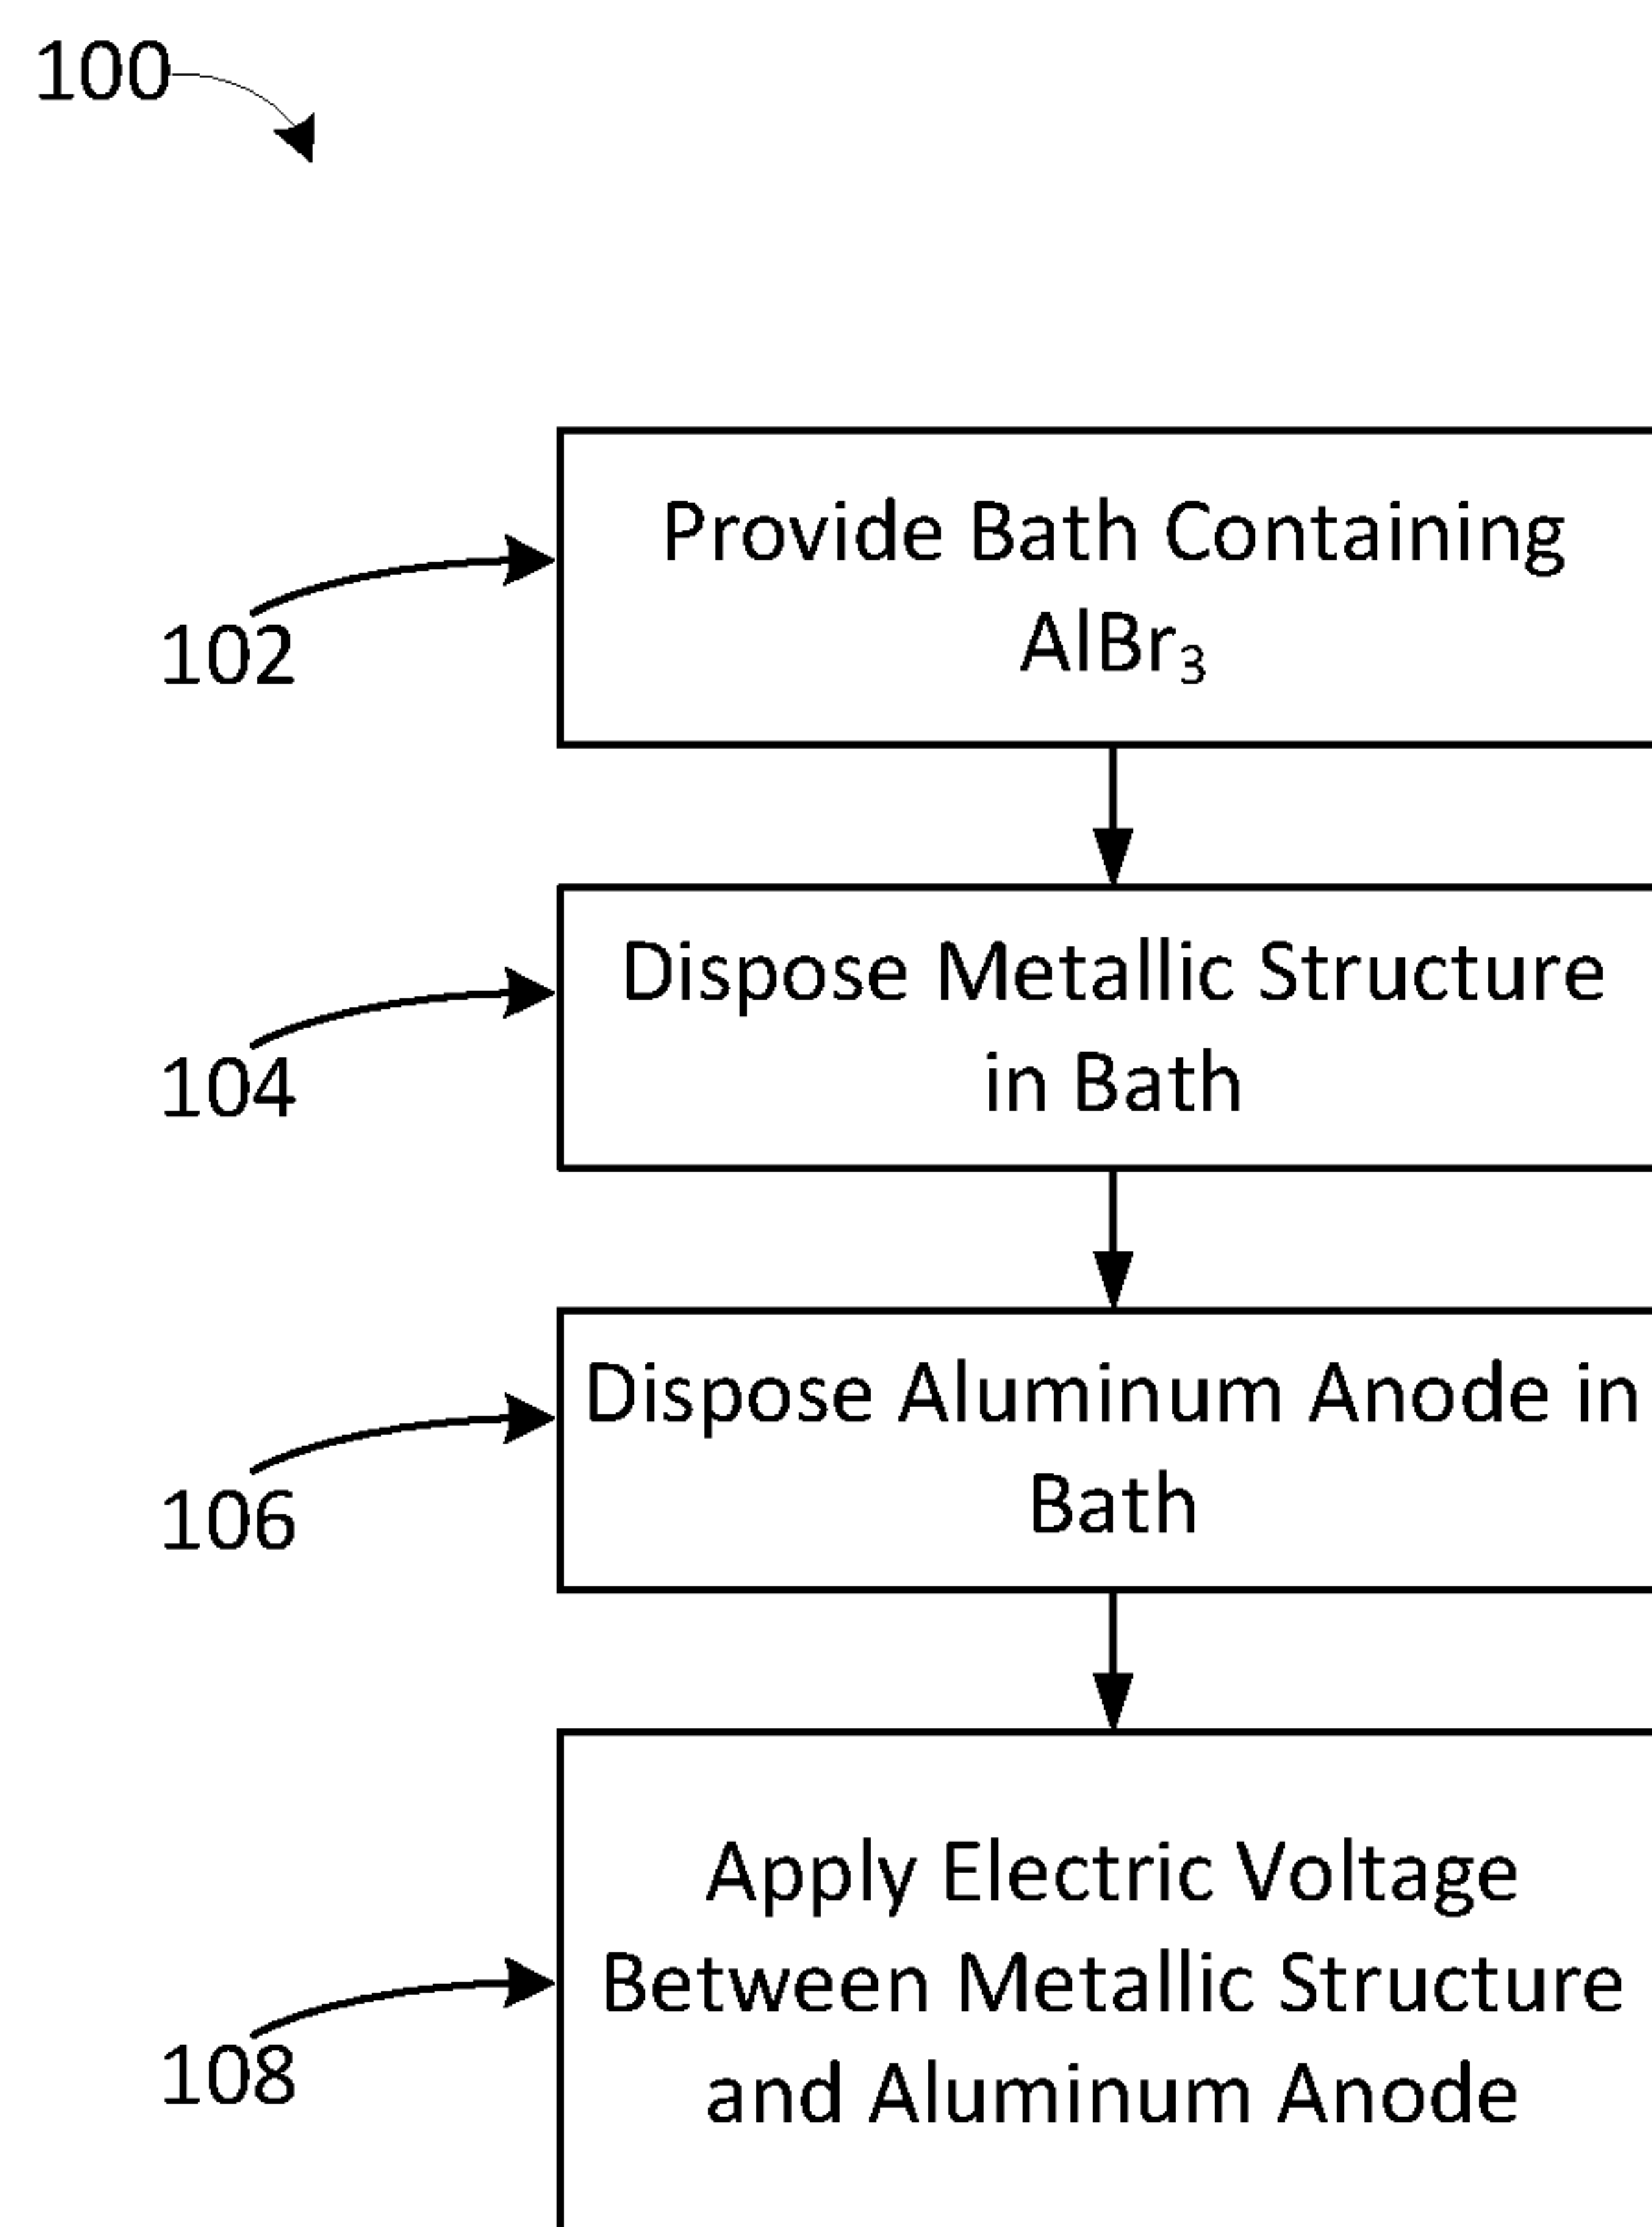 100
Provide Bath Containing
AlBr₃
102
Dispose Metallic Structure
in Bath
104
Dispose Aluminum Anode in
Bath
106
Apply Electric Voltage
Between Metallic Structure
and Aluminum Anode
108